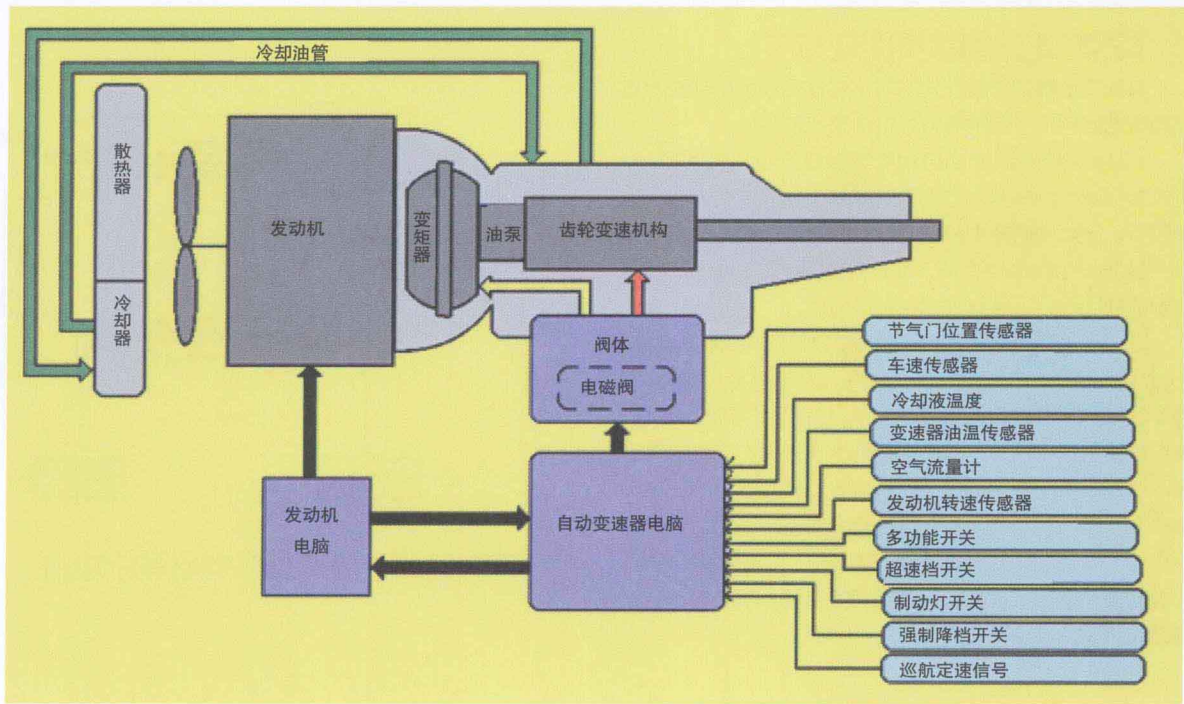 冷却油管
散热器
冷却器
发动机
变矩器
油泵
齿轮变速机构
阀体
电磁阀
发动机
电脑
自动变速器电脑
节气门位置传感器
车速传感器
冷却液温度
变速器油温传感器
空气流量计
发动机转速传感器
多功能开关
超速档开关
制动灯开关
强制降档开关
巡航定速信号